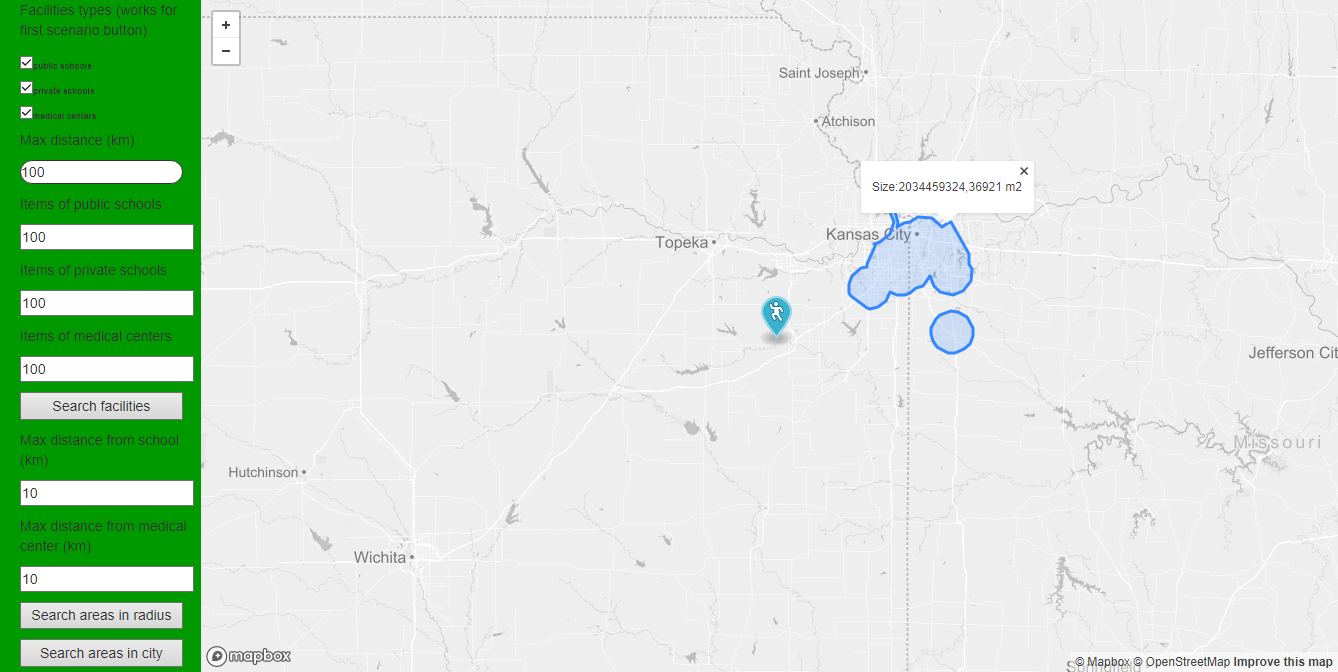 Facilities types (works for
first scenario button)
public schools
private schools
medical centers
Max distance (km)
100
Items of public schools
100
Items of private schools
100
Items of medical centers
100
Search facilities
Max distance from school
(km)
10
Max distance from medical
center (km)
10
Search areas in radius
Search areas in city
+
−
Saint Joseph
Atchison
×
Size:2034459324,36921 m2
Kansas City
Topeka
Jefferson Cit
Missouri
Hutchinson
Wichita
Springfield
mapbox
© Mapbox © OpenStreetMap Improve this map